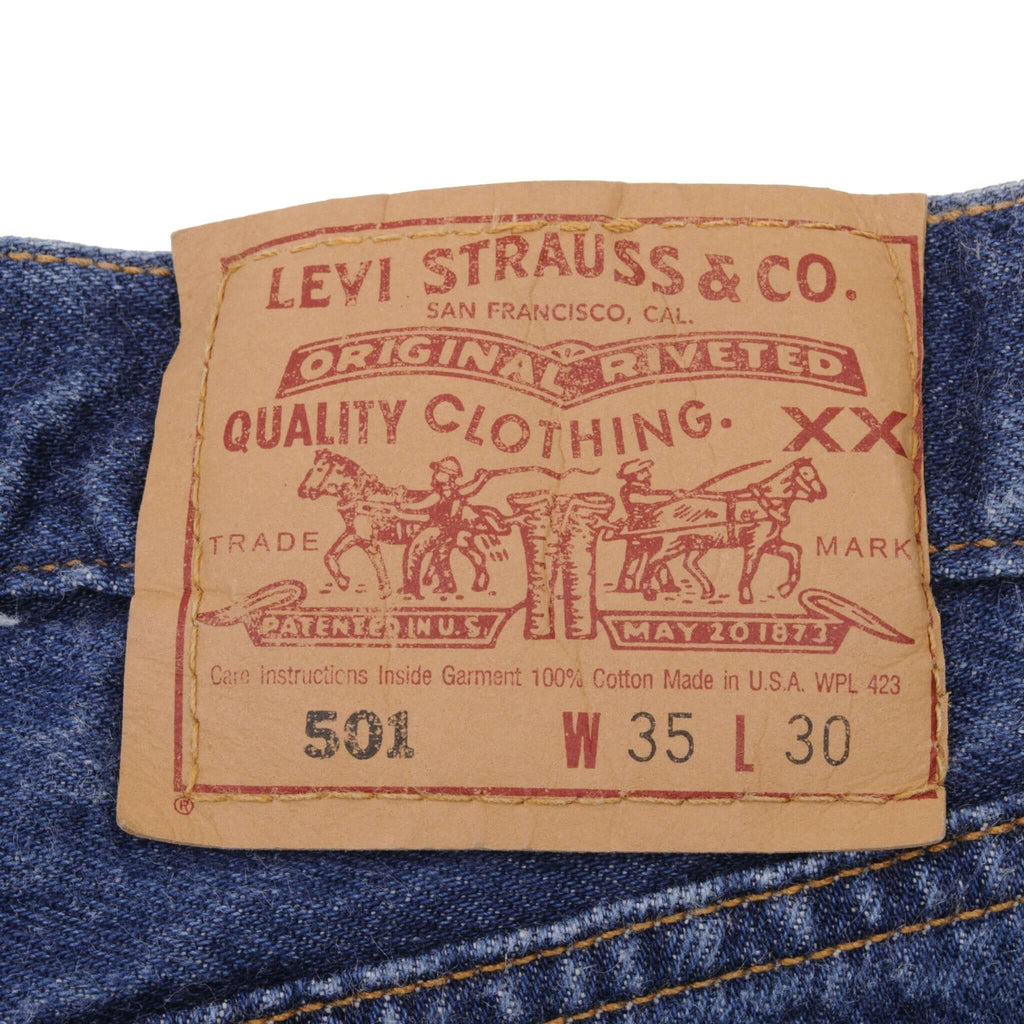 LEVI STRAUSS & CO.
SAN FRANCISCO, CAL.
ORIGINAL RIVETED
QUALITY CLOTHING. XX
TRADE MARK
PATENTED IN U.S. MAY 20 1873
Care Instructions Inside Garment 100% Cotton Made in U.S.A. WPL 423
501 W 35 L 30
®